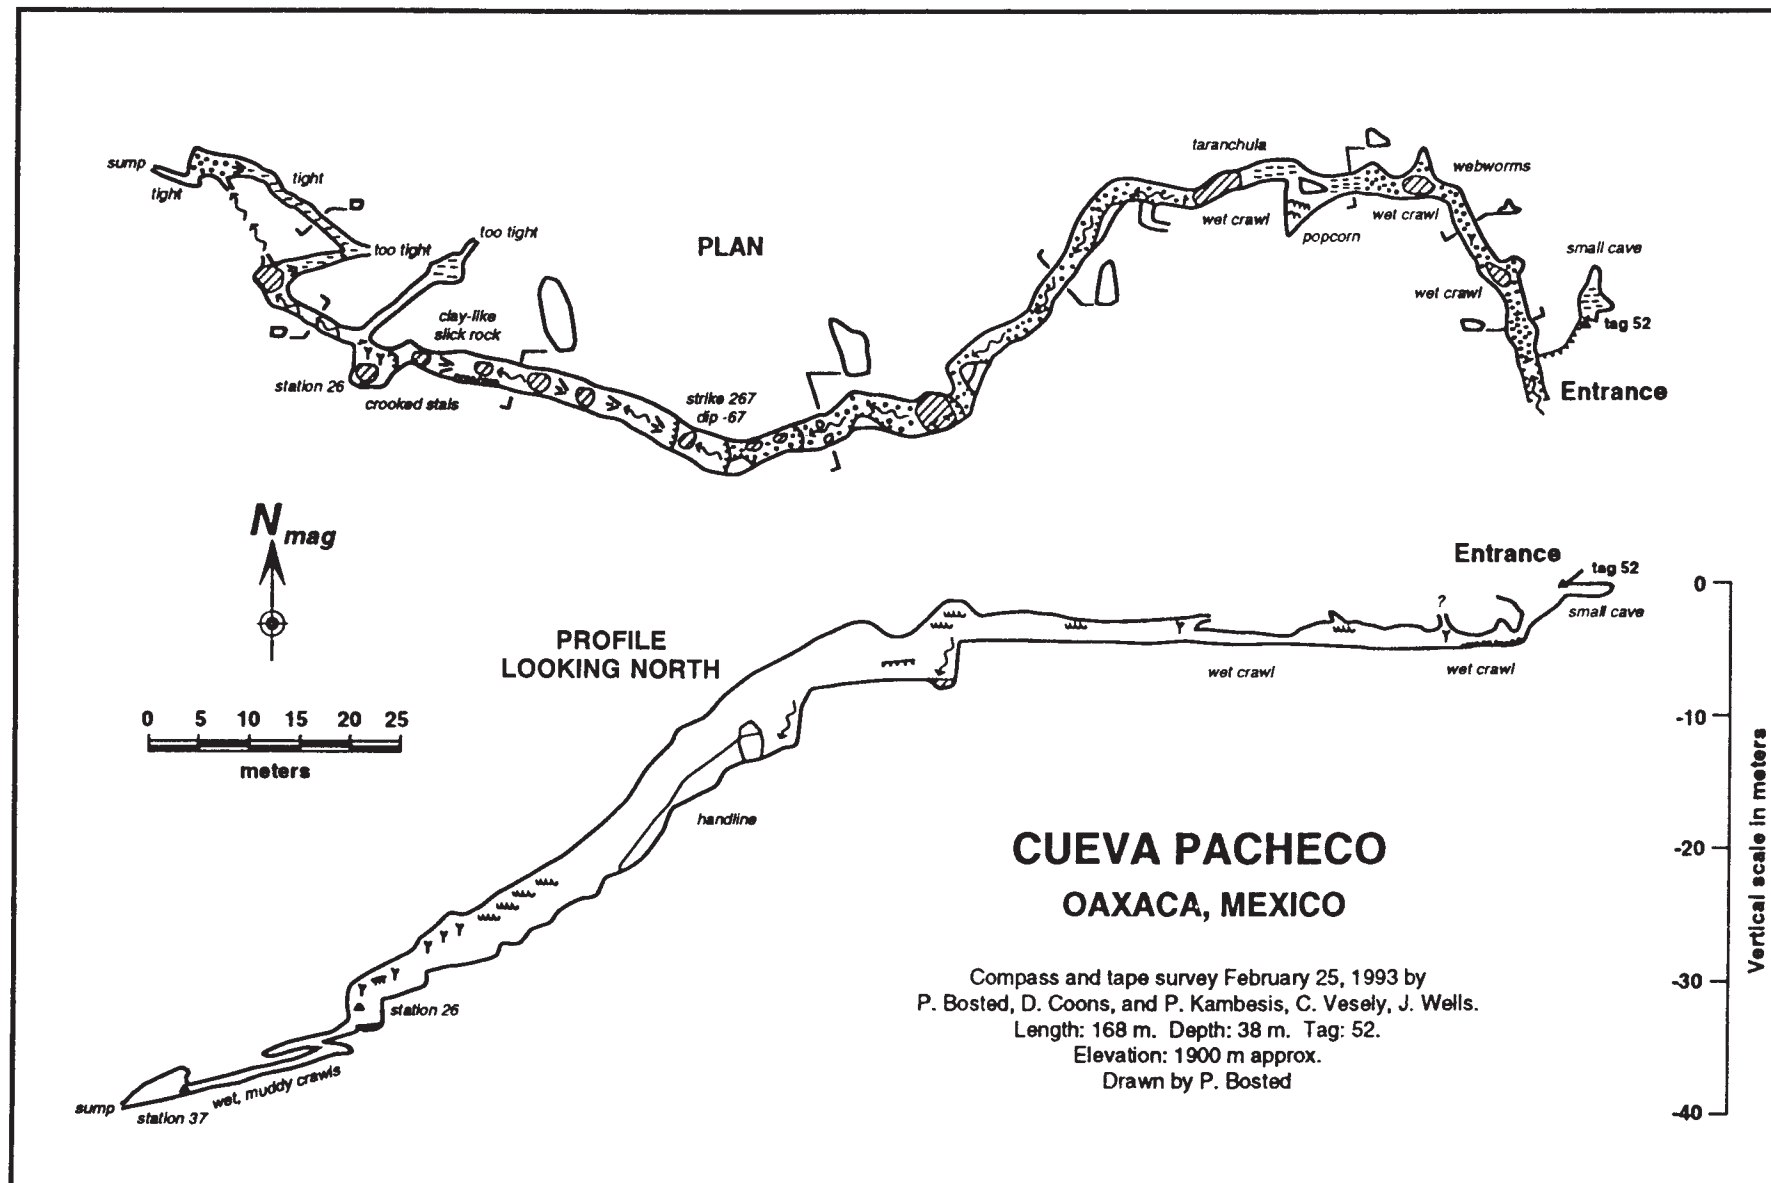 taranchula
sump
tight
webworms
tight
wet crawl
wet crawl
too tight
too tight
PLAN
popcorn
small cave
wet crawl
clay-like
slick rock
tag 52
station 26
crooked stals
strike 267
dip -67
Entrance
N mag
Entrance
tag 52
0
small cave
?
PROFILE
LOOKING NORTH
wet crawl
wet crawl
0 5 10 15 20 25
meters
-10
handline
CUEVA PACHECO
OAXACA, MEXICO
-20
Vertical scale in meters
Compass and tape survey February 25, 1993 by
P. Bosted, D. Coons, and P. Kambesis, C. Vesely, J. Wells.
Length: 168 m. Depth: 38 m. Tag: 52.
Elevation: 1900 m approx.
Drawn by P. Bosted
-30
station 26
wet, muddy crawls
sump
station 37
-40